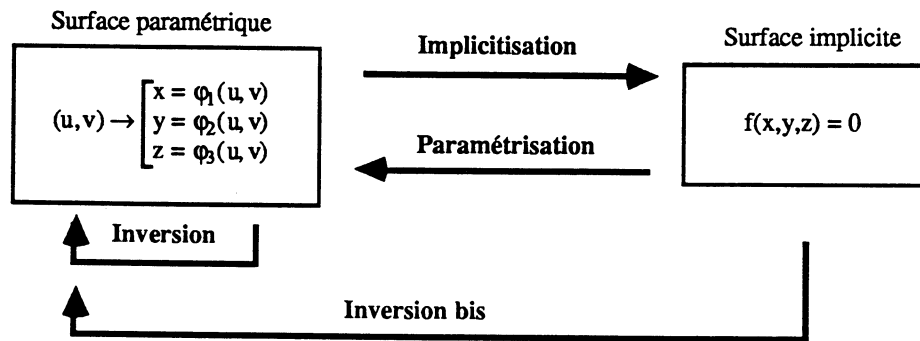 Surface paramétrique
(u,v) → x = φ₁(u,v)
y = φ₂(u,v)
z = φ₃(u,v)
Implicitisation
Paramétrisation
Surface implicite
f(x,y,z) = 0
Inversion
Inversion bis